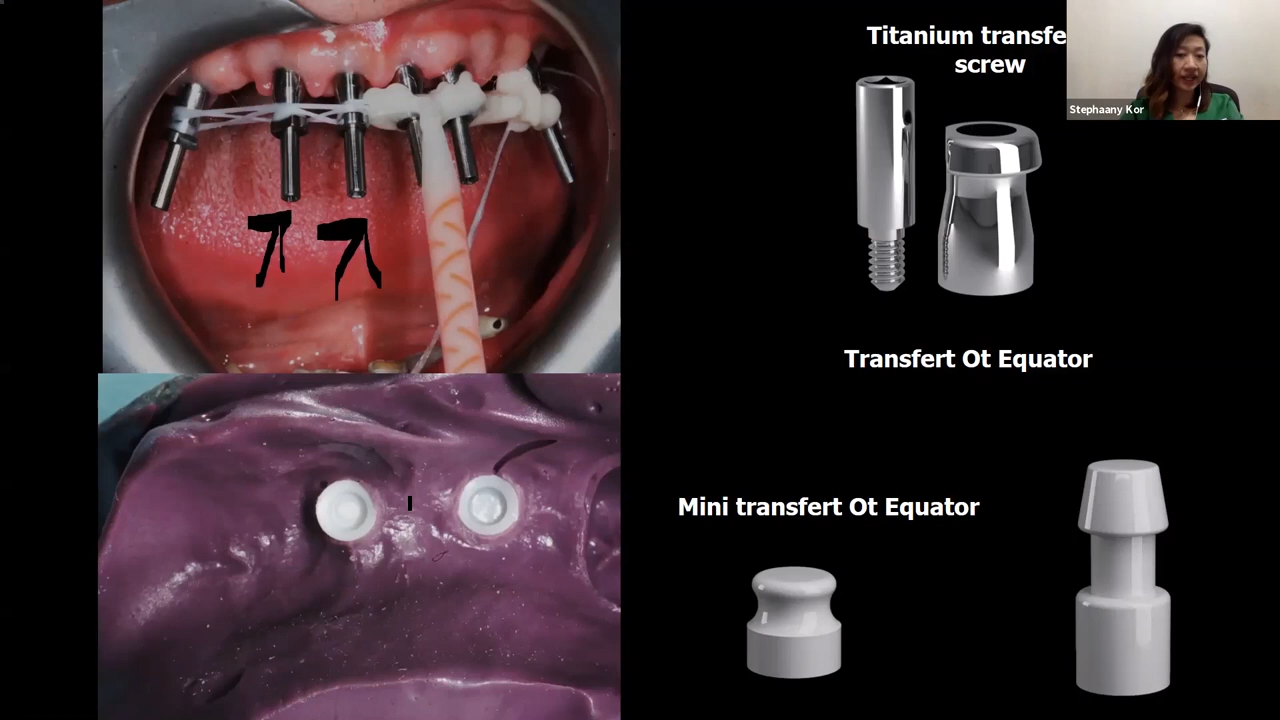 Titanium transfe
screw
Stephaany Kor
Transfert Ot Equator
Mini transfert Ot Equator